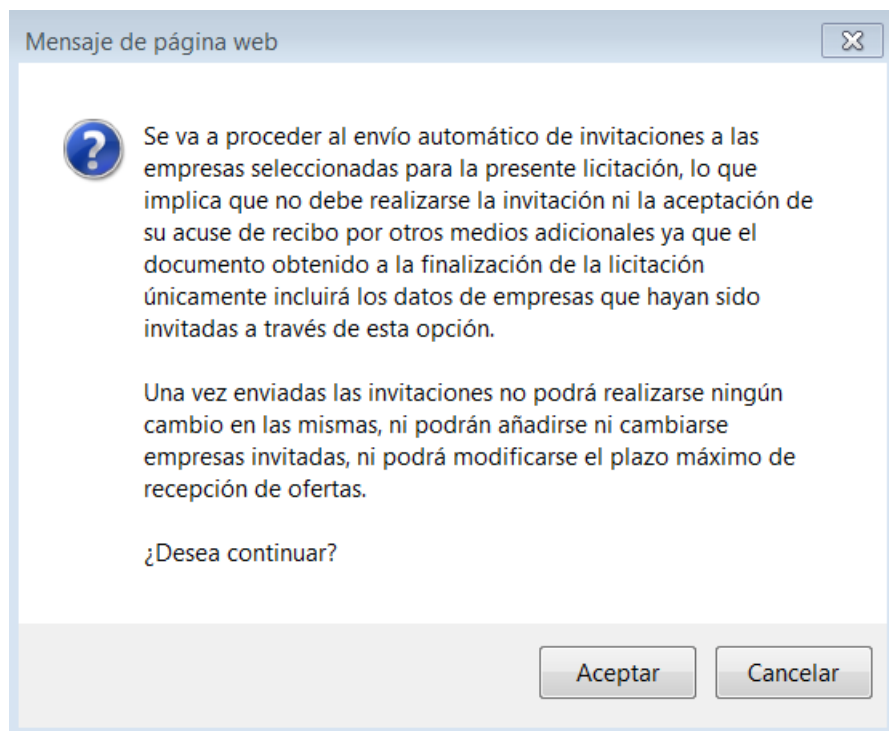 Mensaje de página web
Se va a proceder al envío automático de invitaciones a las
empresas seleccionadas para la presente licitación, lo que
implica que no debe realizarse la invitación ni la aceptación de
su acuse de recibo por otros medios adicionales ya que el
documento obtenido a la finalización de la licitación
únicamente incluirá los datos de empresas que hayan sido
invitadas a través de esta opción.
Una vez enviadas las invitaciones no podrá realizarse ningún
cambio en las mismas, ni podrán añadirse ni cambiarse
empresas invitadas, ni podrá modificarse el plazo máximo de
recepción de ofertas.
¿Desea continuar?
Aceptar
Cancelar